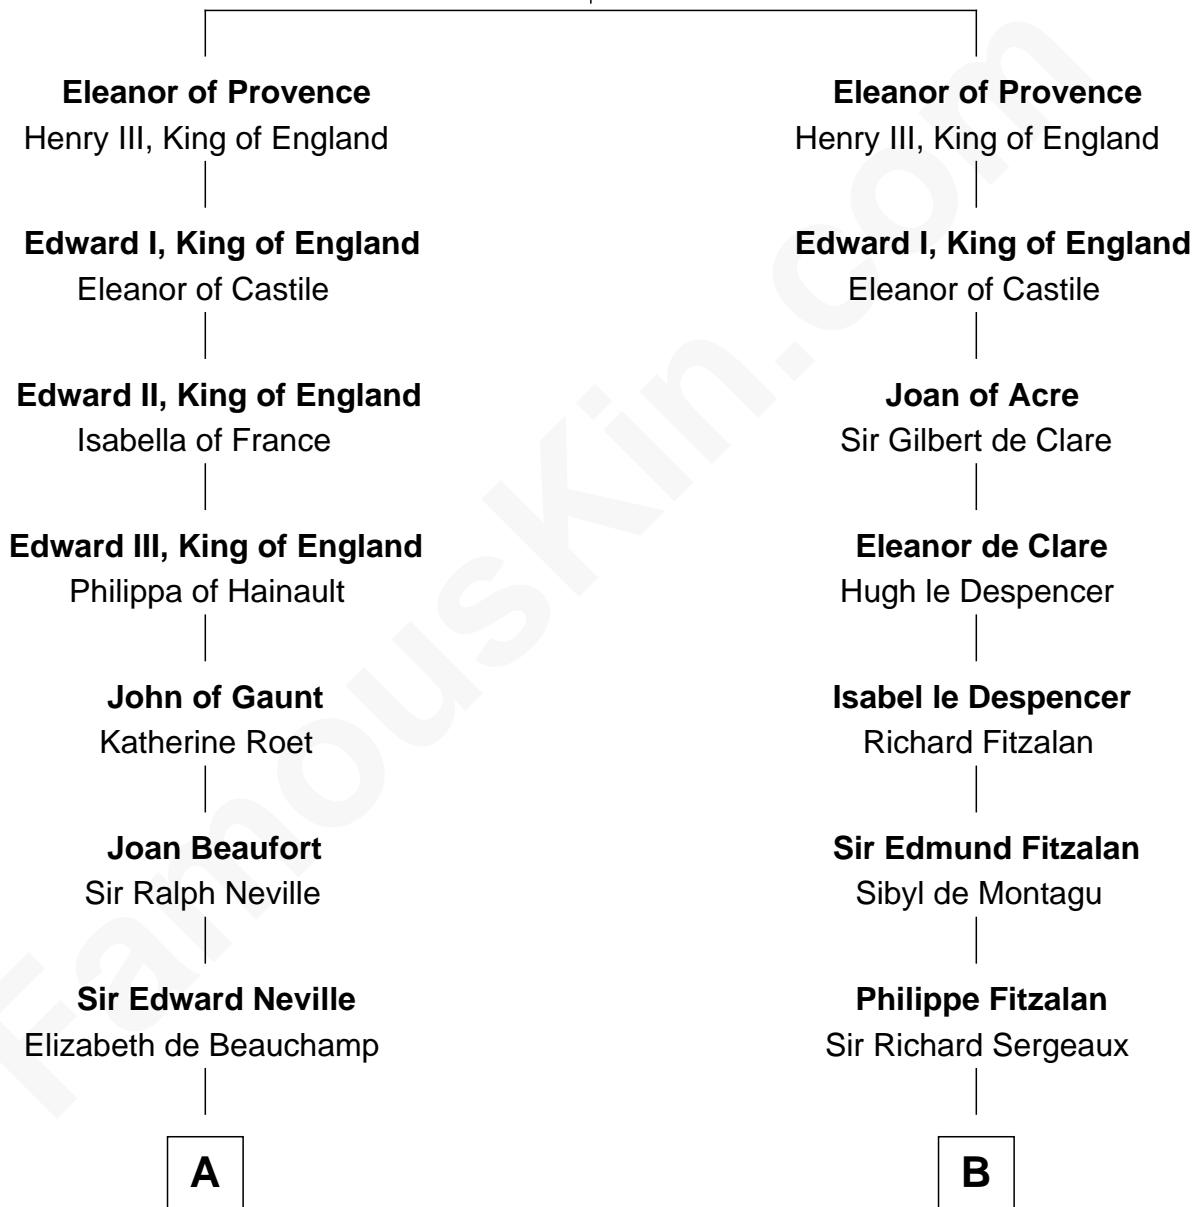 Eleanor of Provence
Henry III, King of England
Edward I, King of England
Eleanor of Castile
Edward II, King of England
Isabella of France
Edward III, King of England
Philippa of Hainault
John of Gaunt
Katherine Roet
Joan Beaufort
Sir Ralph Neville
Sir Edward Neville
Elizabeth de Beauchamp
A
Eleanor of Provence
Henry III, King of England
Edward I, King of England
Eleanor of Castile
Joan of Acre
Sir Gilbert de Clare
Eleanor de Clare
Hugh le Despencer
Isabel le Despencer
Richard Fitzalan
Sir Edmund Fitzalan
Sibyl de Montagu
Philippe Fitzalan
Sir Richard Sergeaux
B
FamousKin.com